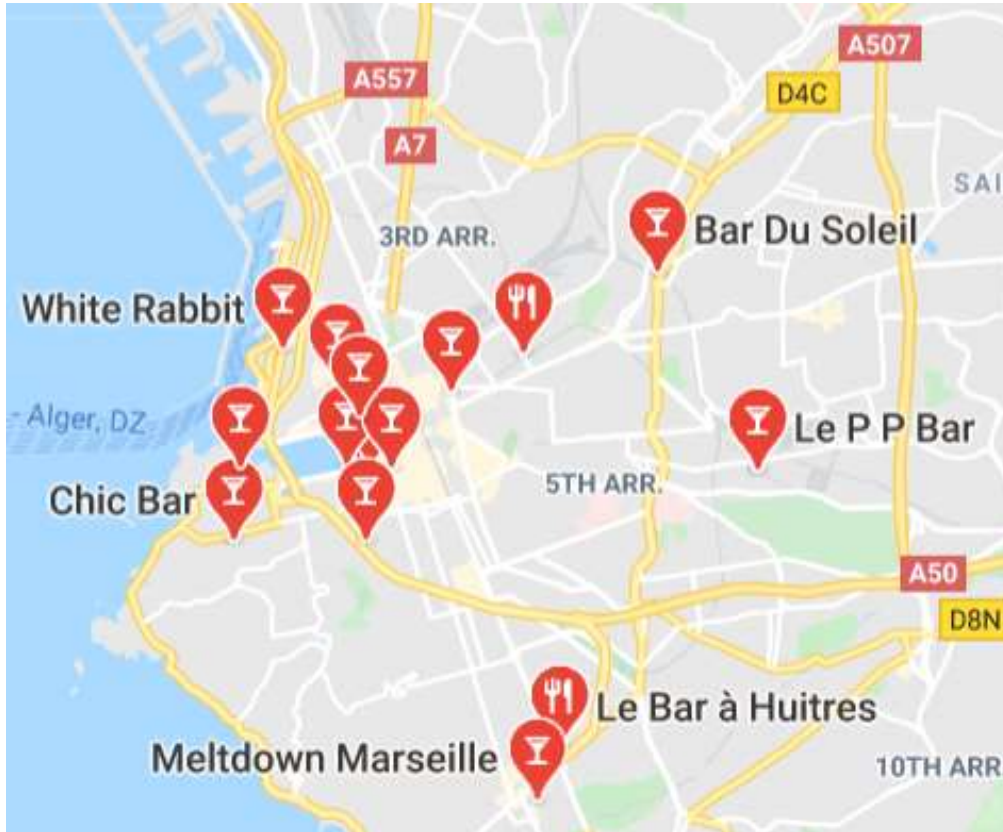 A507
A557
D4C
A7
SAI
3RD ARR.
Bar Du Soleil
White Rabbit
- Alger, DZ
Le P P Bar
5TH ARR.
Chic Bar
A50
D8N
Le Bar à Huitres
Meltdown Marseille
10TH ARR